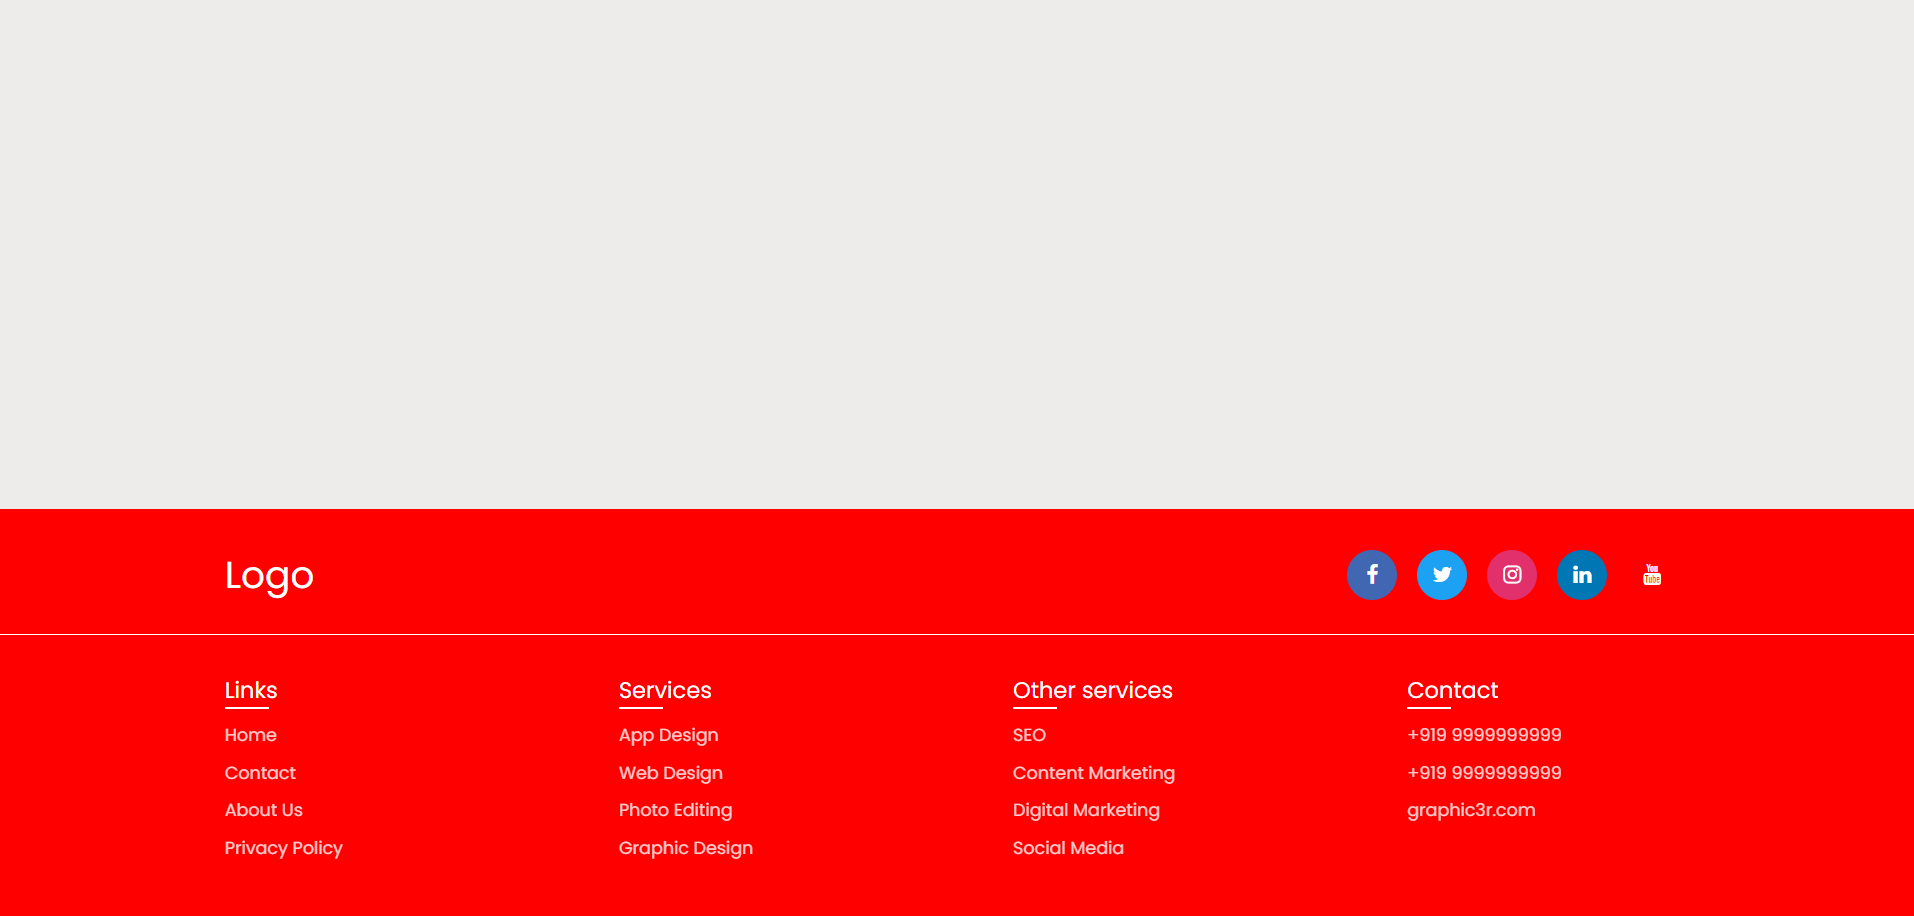 Logo
You
Tube
Links
Home
Contact
About Us
Privacy Policy
Services
App Design
Web Design
Photo Editing
Graphic Design
Other services
SEO
Content Marketing
Digital Marketing
Social Media
Contact
+919 9999999999
+919 9999999999
graphic3r.com